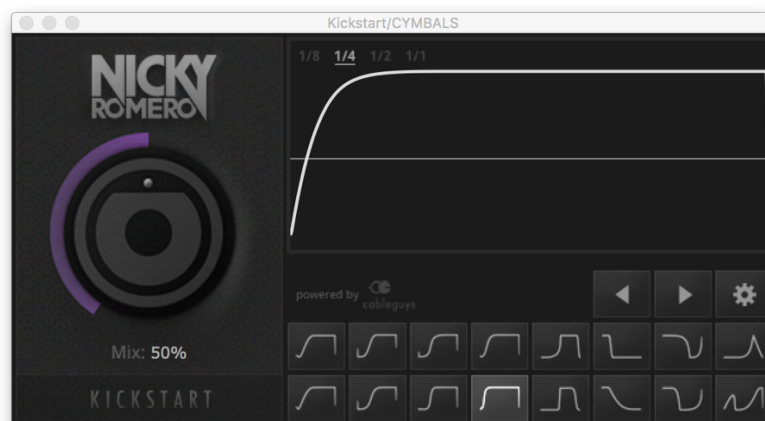 Kickstart/CYMBALS
NICKY
ROMERO
1/8 1/4 1/2 1/1
powered by cableguys
Mix: 50%
KICKSTART